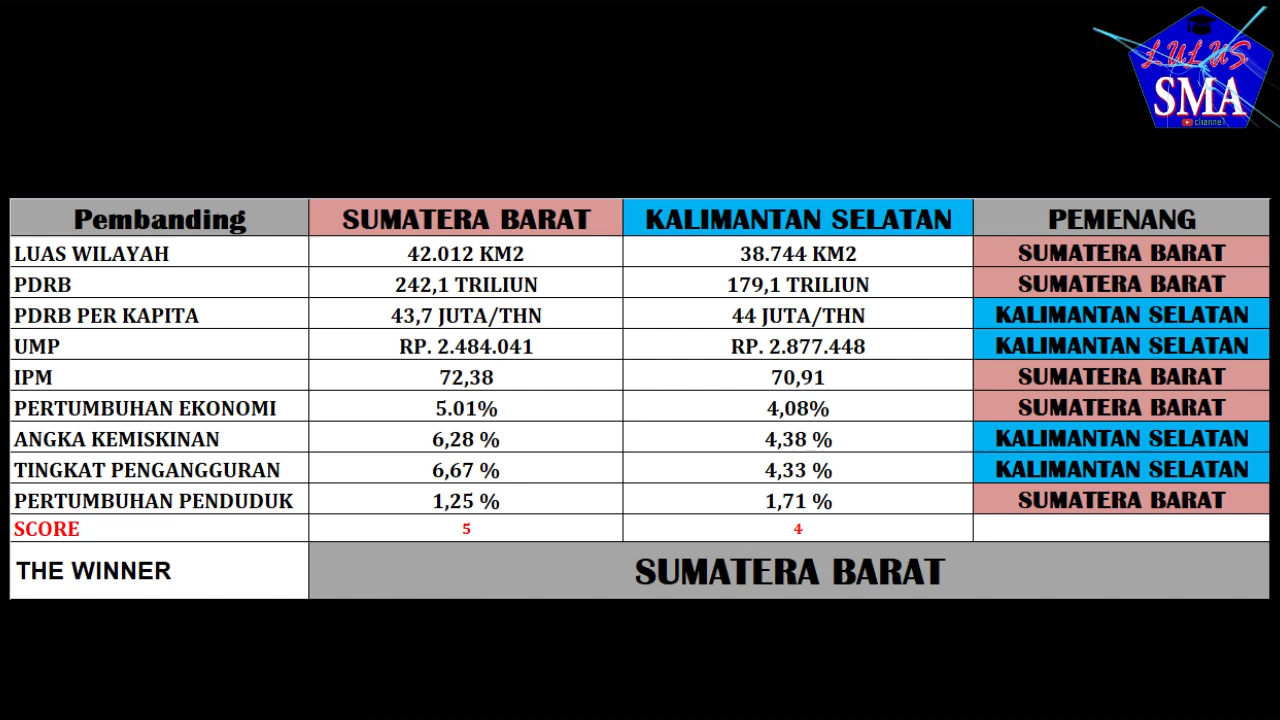 LULUS
SMA
channel
Pembanding SUMATERA BARAT KALIMANTAN SELATAN PEMENANG
LUAS WILAYAH 42.012 KM2 38.744 KM2 SUMATERA BARAT
PDRB 242,1 TRILIUN 179,1 TRILIUN SUMATERA BARAT
PDRB PER KAPITA 43,7 JUTA/THN 44 JUTA/THN KALIMANTAN SELATAN
UMP RP. 2.484.041 RP. 2.877.448 KALIMANTAN SELATAN
IPM 72,38 70,91 SUMATERA BARAT
PERTUMBUHAN EKONOMI 5.01% 4,08% SUMATERA BARAT
ANGKA KEMISKINAN 6,28 % 4,38 % KALIMANTAN SELATAN
TINGKAT PENGANGGURAN 6,67 % 4,33 % KALIMANTAN SELATAN
PERTUMBUHAN PENDUDUK 1,25 % 1,71 % SUMATERA BARAT
SCORE 5 4
THE WINNER SUMATERA BARAT